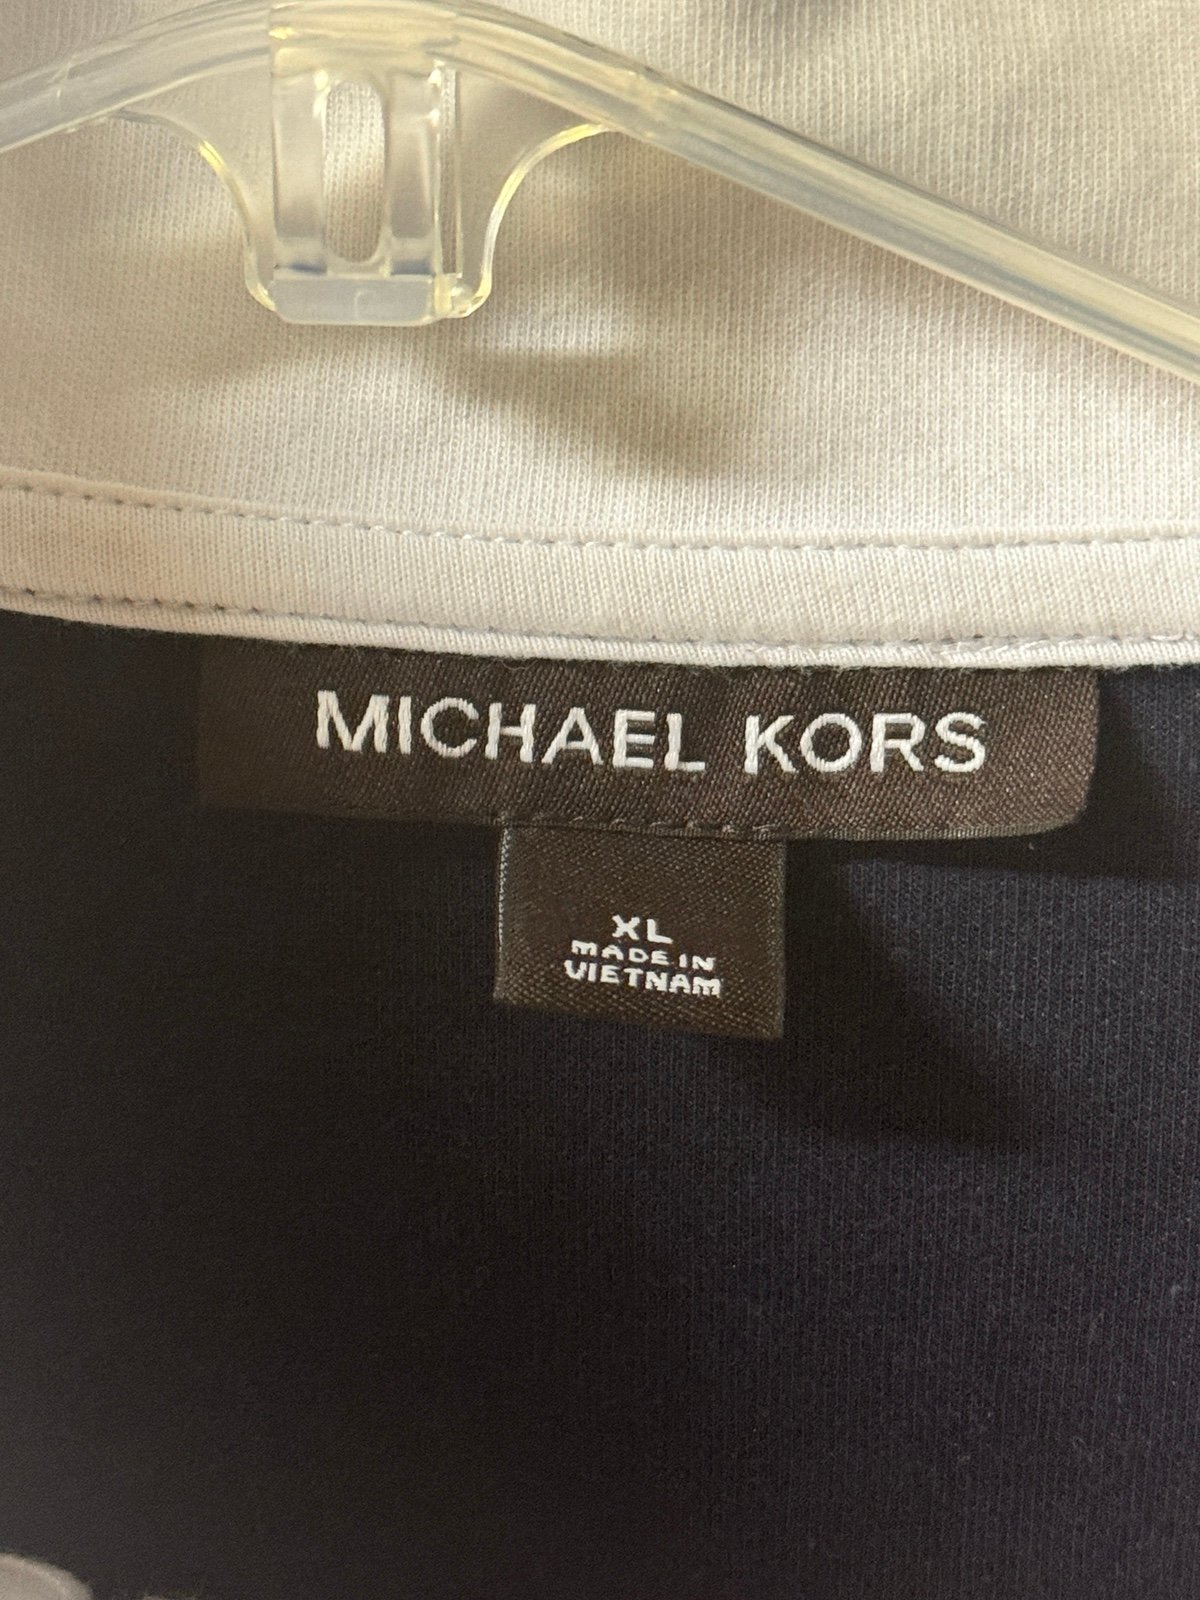 MICHAEL KORS
XL
MADE IN
VIETNAM